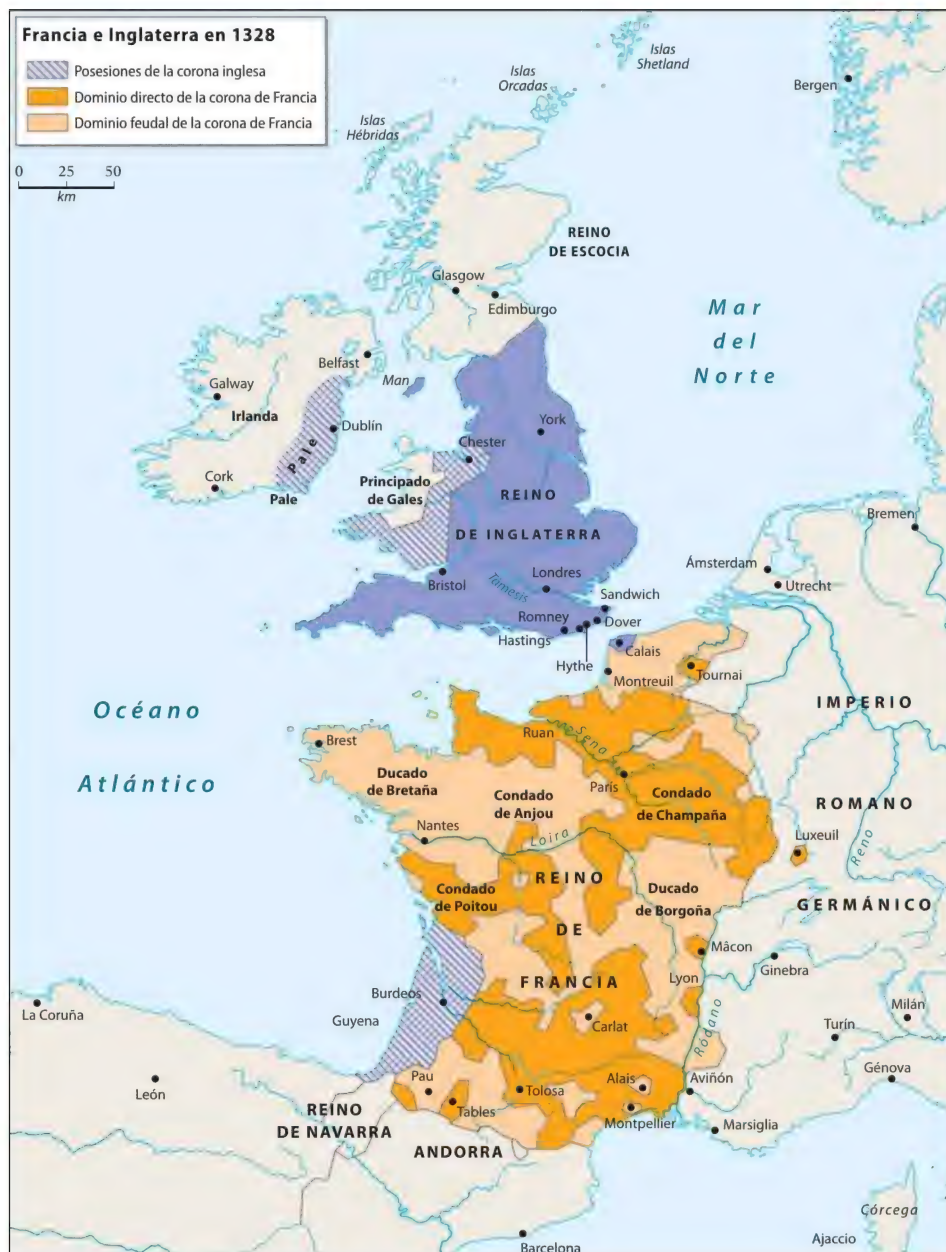 Francia e Inglaterra en 1328
Posesiones de la corona inglesa
Dominio directo de la corona de Francia
Dominio feudal de la corona de Francia
0 25 50
km
Islas
Shetland
Islas
Orcadas
Islas
Hébridas
Bergen
REINO
DE ESCOCIA
Glasgow
Edimburgo
Mar
del
Norte
Belfast
Man
Galway
Irlanda
Dublín
Pale
York
Chester
Cork
Pale
Principado
de Gales
REINO
DE INGLATERRA
Bremen
Ámsterdam
Utrecht
Bristol
Támesis
Londres
Sandwich
Romney
Dover
Hastings
Hythe
Calais
Montreuil
Tournai
Océano
Atlántico
IMPERIO
ROMANO
GERMÁNICO
Brest
Ruan
Sena
París
Ducado
de Bretaña
Condado
de Anjou
Condado
de Champaña
Nantes
Loira
Luxeuil
Reno
Condado
de Poitou
REINO
DE
FRANCIA
Ducado
de Borgoña
Mâcon
Lyon
Ginebra
Burdeos
Guyena
Carlat
Ródano
Milán
Turín
La Coruña
León
Génova
Pau
Tables
Tolosa
Alais
Aviñón
Montpellier
Marsiglia
REINO
DE NAVARRA
ANDORRA
Córcega
Ajaccio
Barcelona